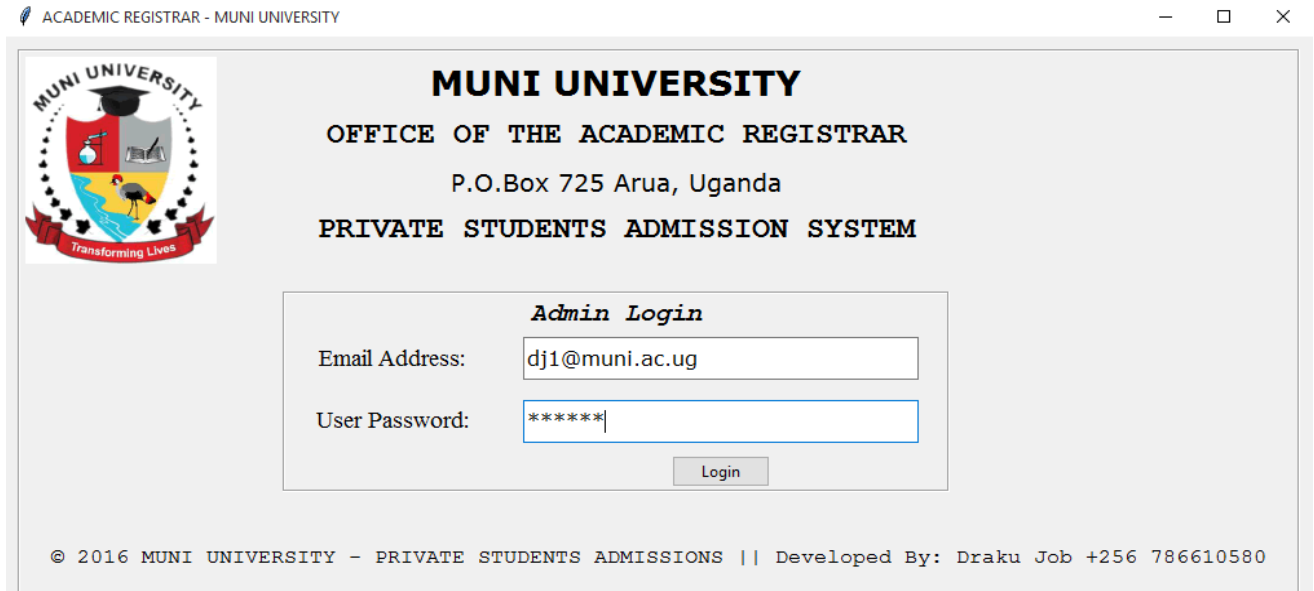 ACADEMIC REGISTRAR - MUNI UNIVERSITY
MUNI UNIVERSITY
Transforming Lives
MUNI UNIVERSITY
OFFICE OF THE ACADEMIC REGISTRAR
P.O.Box 725 Arua, Uganda
PRIVATE STUDENTS ADMISSION SYSTEM
Admin Login
Email Address: dj1@muni.ac.ug
User Password: ******
Login
© 2016 MUNI UNIVERSITY - PRIVATE STUDENTS ADMISSIONS || Developed By: Draku Job +256 786610580